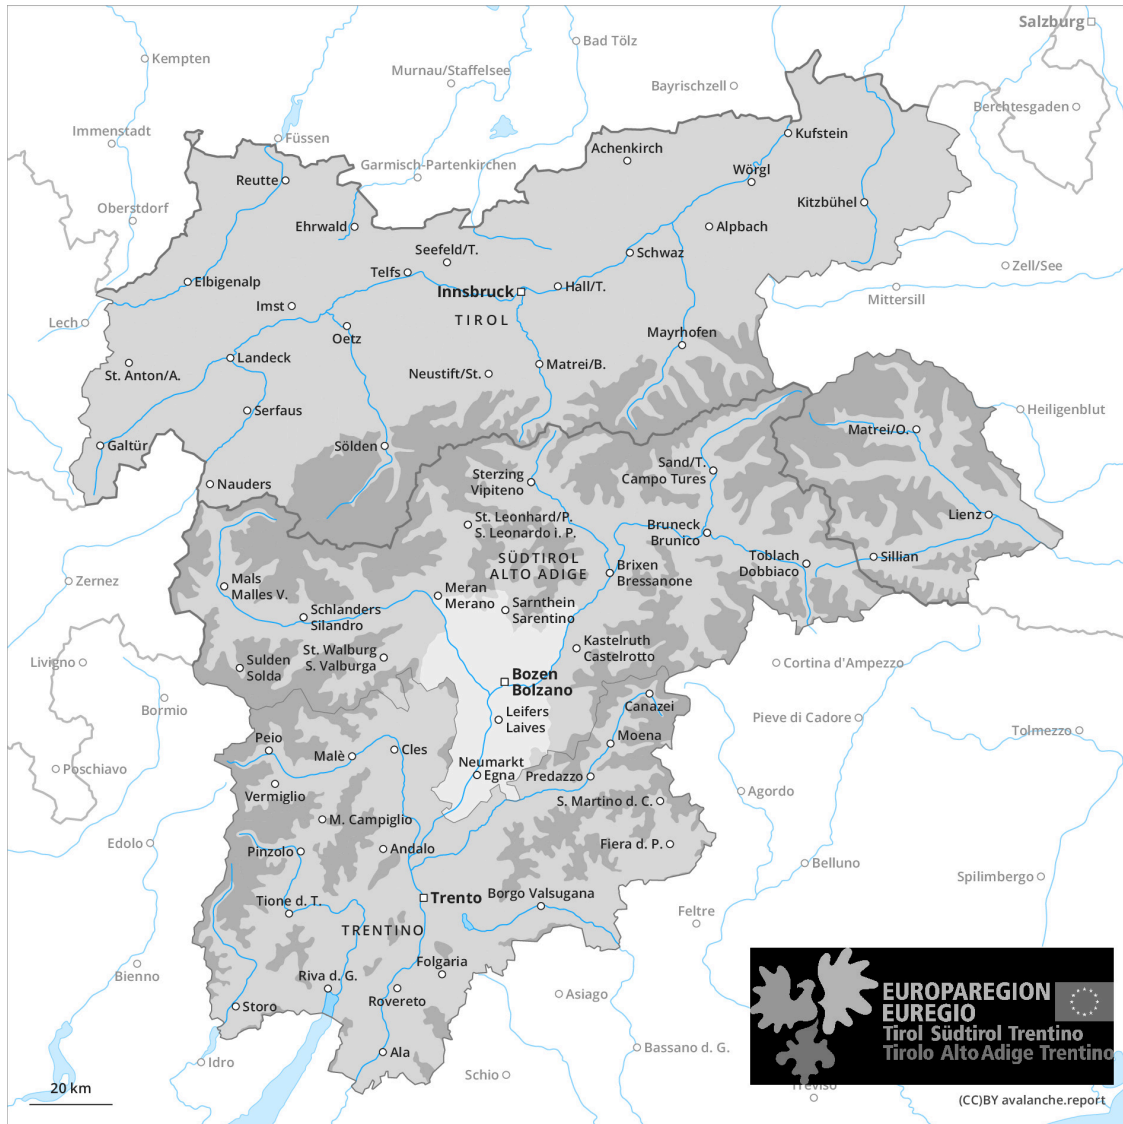 Salzburg
Bad Tölz
Kempten
Murnau/Staffelsee
Bayrischzell
Berchtesgaden
Immenstadt
Füssen
Kufstein
Achenkirch
Garmisch-Partenkirchen
Wörgl
Reutte
Kitzbühel
Oberstdorf
Ehrwald
Alpbach
Seefeld/T.
Schwaz
Zell/See
Telfs
Elbigenalp
Innsbruck
Hall/T.
Mittersill
Imst
TIROL
Lech
Oetz
Mayrhofen
Landeck
Matrei/B.
St. Anton/A.
Neustift/St.
Serfaus
Heiligenblut
Matrei/O.
Galtür
Sölden
Sterzing
Vipiteno
Sand/T.
Campo Tures
Nauders
Lienz
St. Leonhard/P.
S. Leonardo i. P.
Bruneck
Brunico
SÜDTIROL
ALTO ADIGE
Toblach
Dobbiaco
Sillian
Brixen
Bressanone
Zernez
Mals
Malles V.
Meran
Merano
Sarnthein
Sarentino
Schlanders
Silandro
Kastelruth
Castelrotto
St. Walburg
S. Valburga
Livigno
Sulden
Solda
Cortina d'Ampezzo
Bozen
Bolzano
Canazei
Bormio
Leifers
Laives
Pieve di Cadore
Tolmezzo
Peio
Moena
Malè
Cles
Neumarkt
Egna
Poschiavo
Predazzo
Vermiglio
Agordo
S. Martino d. C.
M. Campiglio
Edolo
Pinzolo
Andalo
Fiera d. P.
Belluno
Spilimbergo
Trento
Borgo Valsugana
Tione d. T.
Feltre
TRENTINO
Folgaria
Bienno
Riva d. G.
Rovereto
Asiago
Storo
EUROPAREGION
EUREGIO
Tirol Südtirol Trentino
Tirolo Alto Adige Trentino
Ala
Idro
Bassano d. G.
Schio
Treviso
20 km
(CC)BY avalanche.report